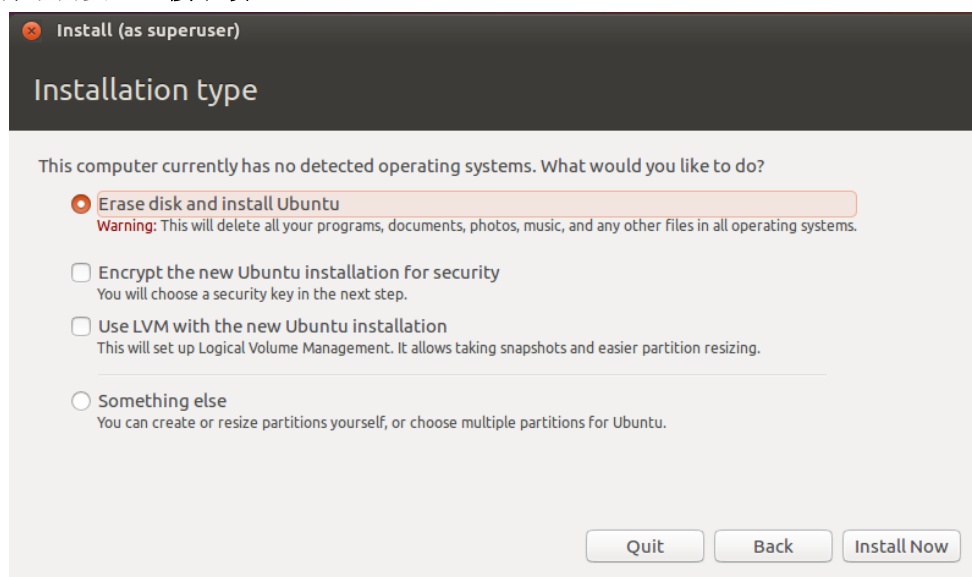 Install (as superuser)
Installation type
This computer currently has no detected operating systems. What would you like to do?
Erase disk and install Ubuntu
Warning: This will delete all your programs, documents, photos, music, and any other files in all operating systems.
Encrypt the new Ubuntu installation for security
You will choose a security key in the next step.
Use LVM with the new Ubuntu installation
This will set up Logical Volume Management. It allows taking snapshots and easier partition resizing.
Something else
You can create or resize partitions yourself, or choose multiple partitions for Ubuntu.
Quit Back Install Now